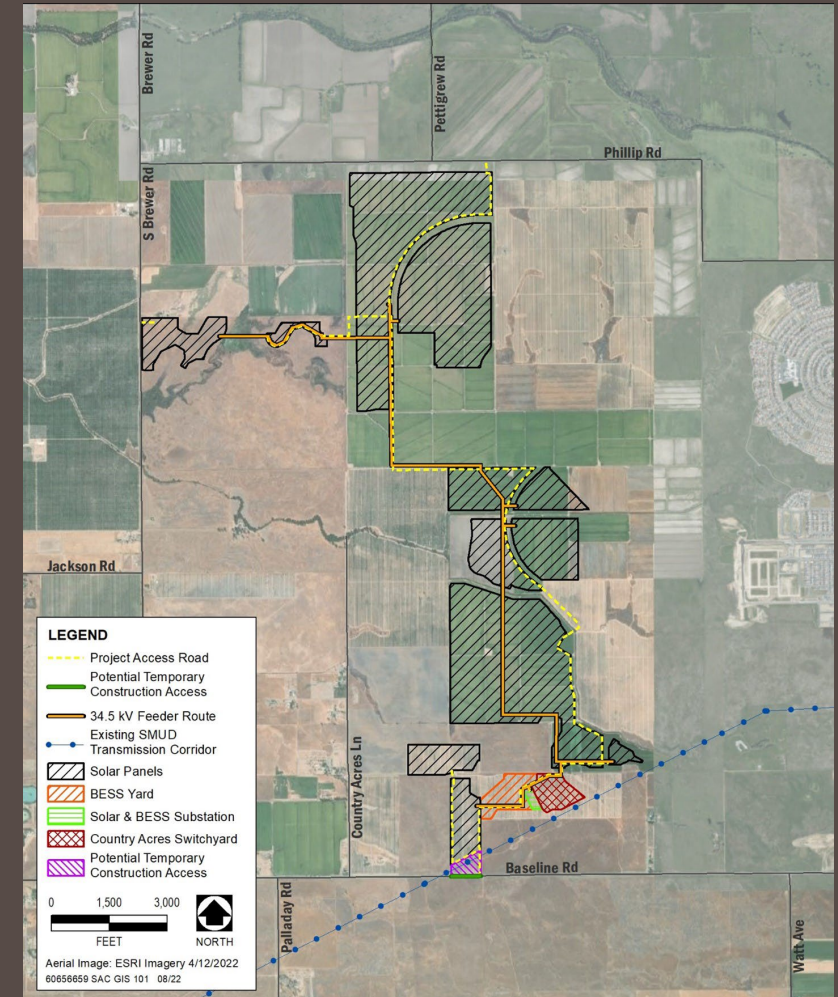 Brewer Rd
Pettigrew Rd
Phillip Rd
S Brewer Rd
Jackson Rd
LEGEND
Project Access Road
Potential Temporary
Construction Access
34.5 kV Feeder Route
Existing SMUD
Transmission Corridor
Solar Panels
BESS Yard
Solar & BESS Substation
Country Acres Switchyard
Potential Temporary
Construction Access
0 1,500 3,000
FEET
NORTH
Aerial Image: ESRI Imagery 4/12/2022
60656659 SAC GIS 101 08/22
Country Acres Ln
Baseline Rd
Palladay Rd
Watt Ave